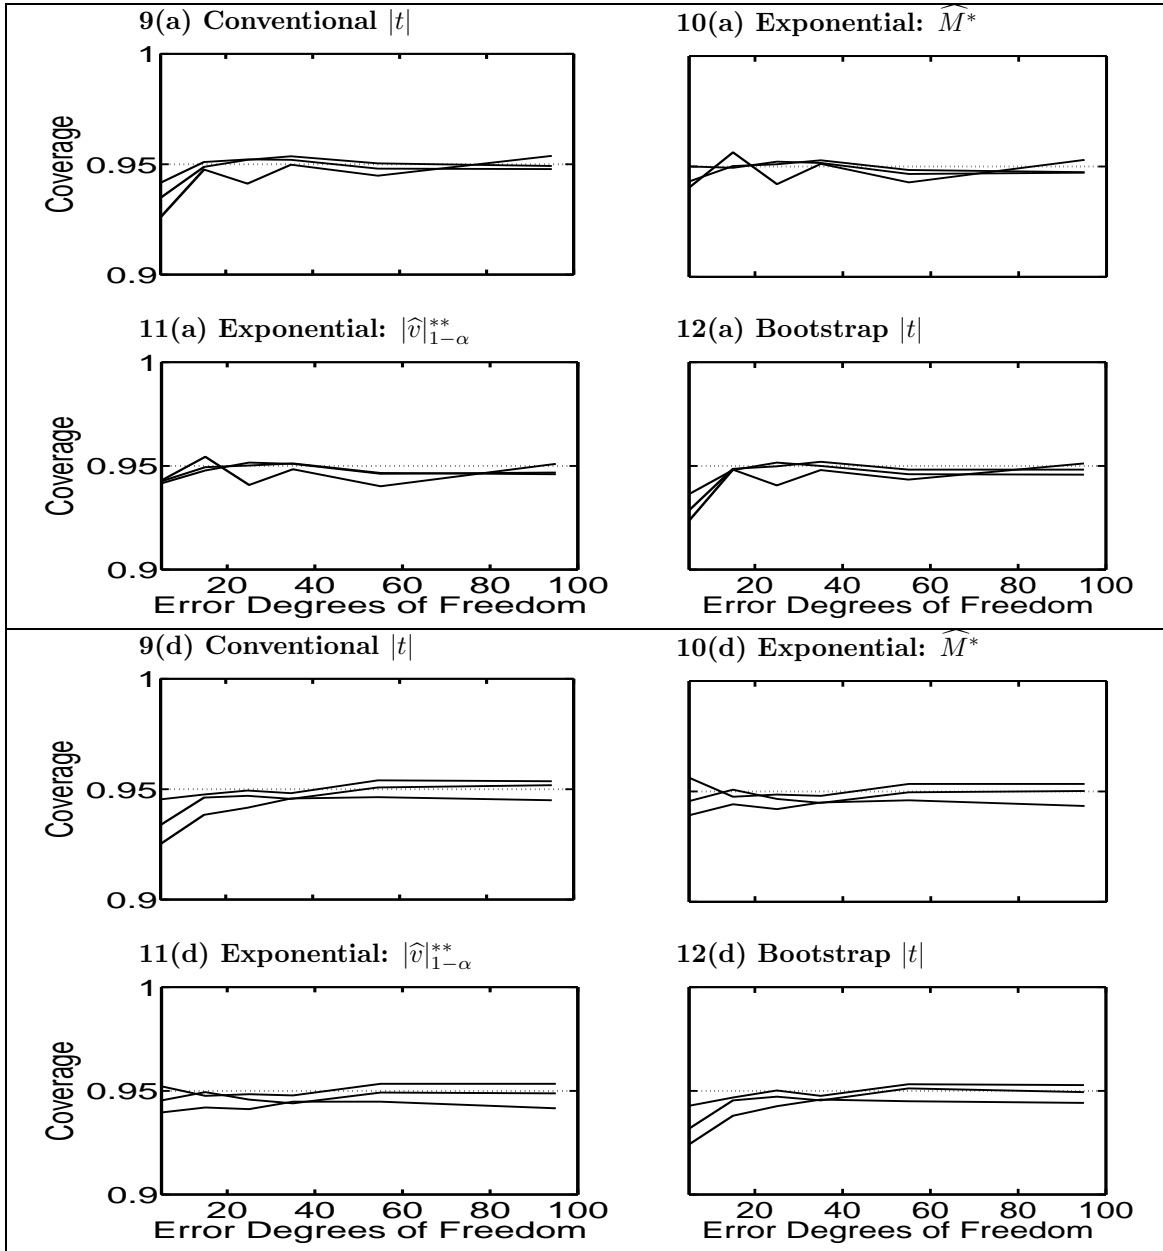 9(a) Conventional |t|
10(a) Exponential: \widehat{M}^*
1
0.95
0.9
Coverage
11(a) Exponential: |\widehat{v}|^{**}_{1-α}
12(a) Bootstrap |t|
1
0.95
0.9
Coverage
20 40 60 80 100
20 40 60 80 100
Error Degrees of Freedom
Error Degrees of Freedom
9(d) Conventional |t|
10(d) Exponential: \widehat{M}^*
1
0.95
0.9
Coverage
11(d) Exponential: |\widehat{v}|^{**}_{1-α}
12(d) Bootstrap |t|
1
0.95
0.9
Coverage
20 40 60 80 100
20 40 60 80 100
Error Degrees of Freedom
Error Degrees of Freedom